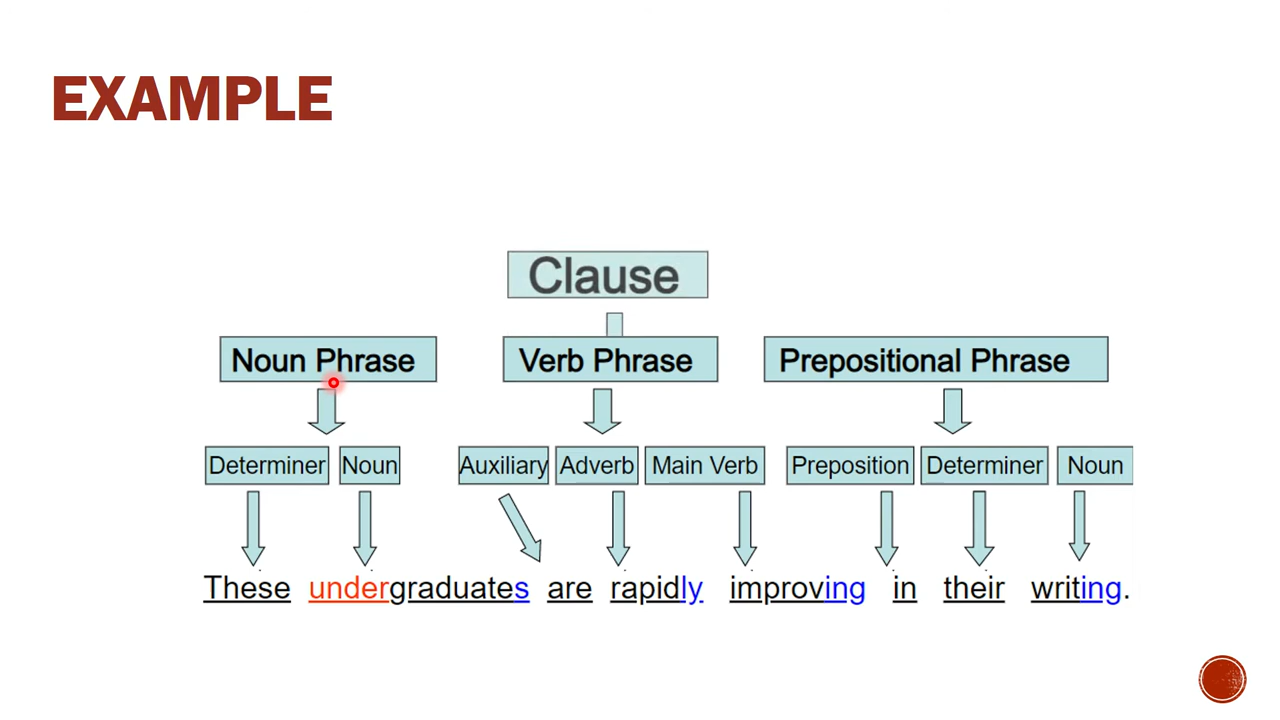 EXAMPLE
Clause
Noun Phrase Verb Phrase Prepositional Phrase
Determiner Noun Auxiliary Adverb Main Verb Preposition Determiner Noun
These undergraduates are rapidly improving in their writing.